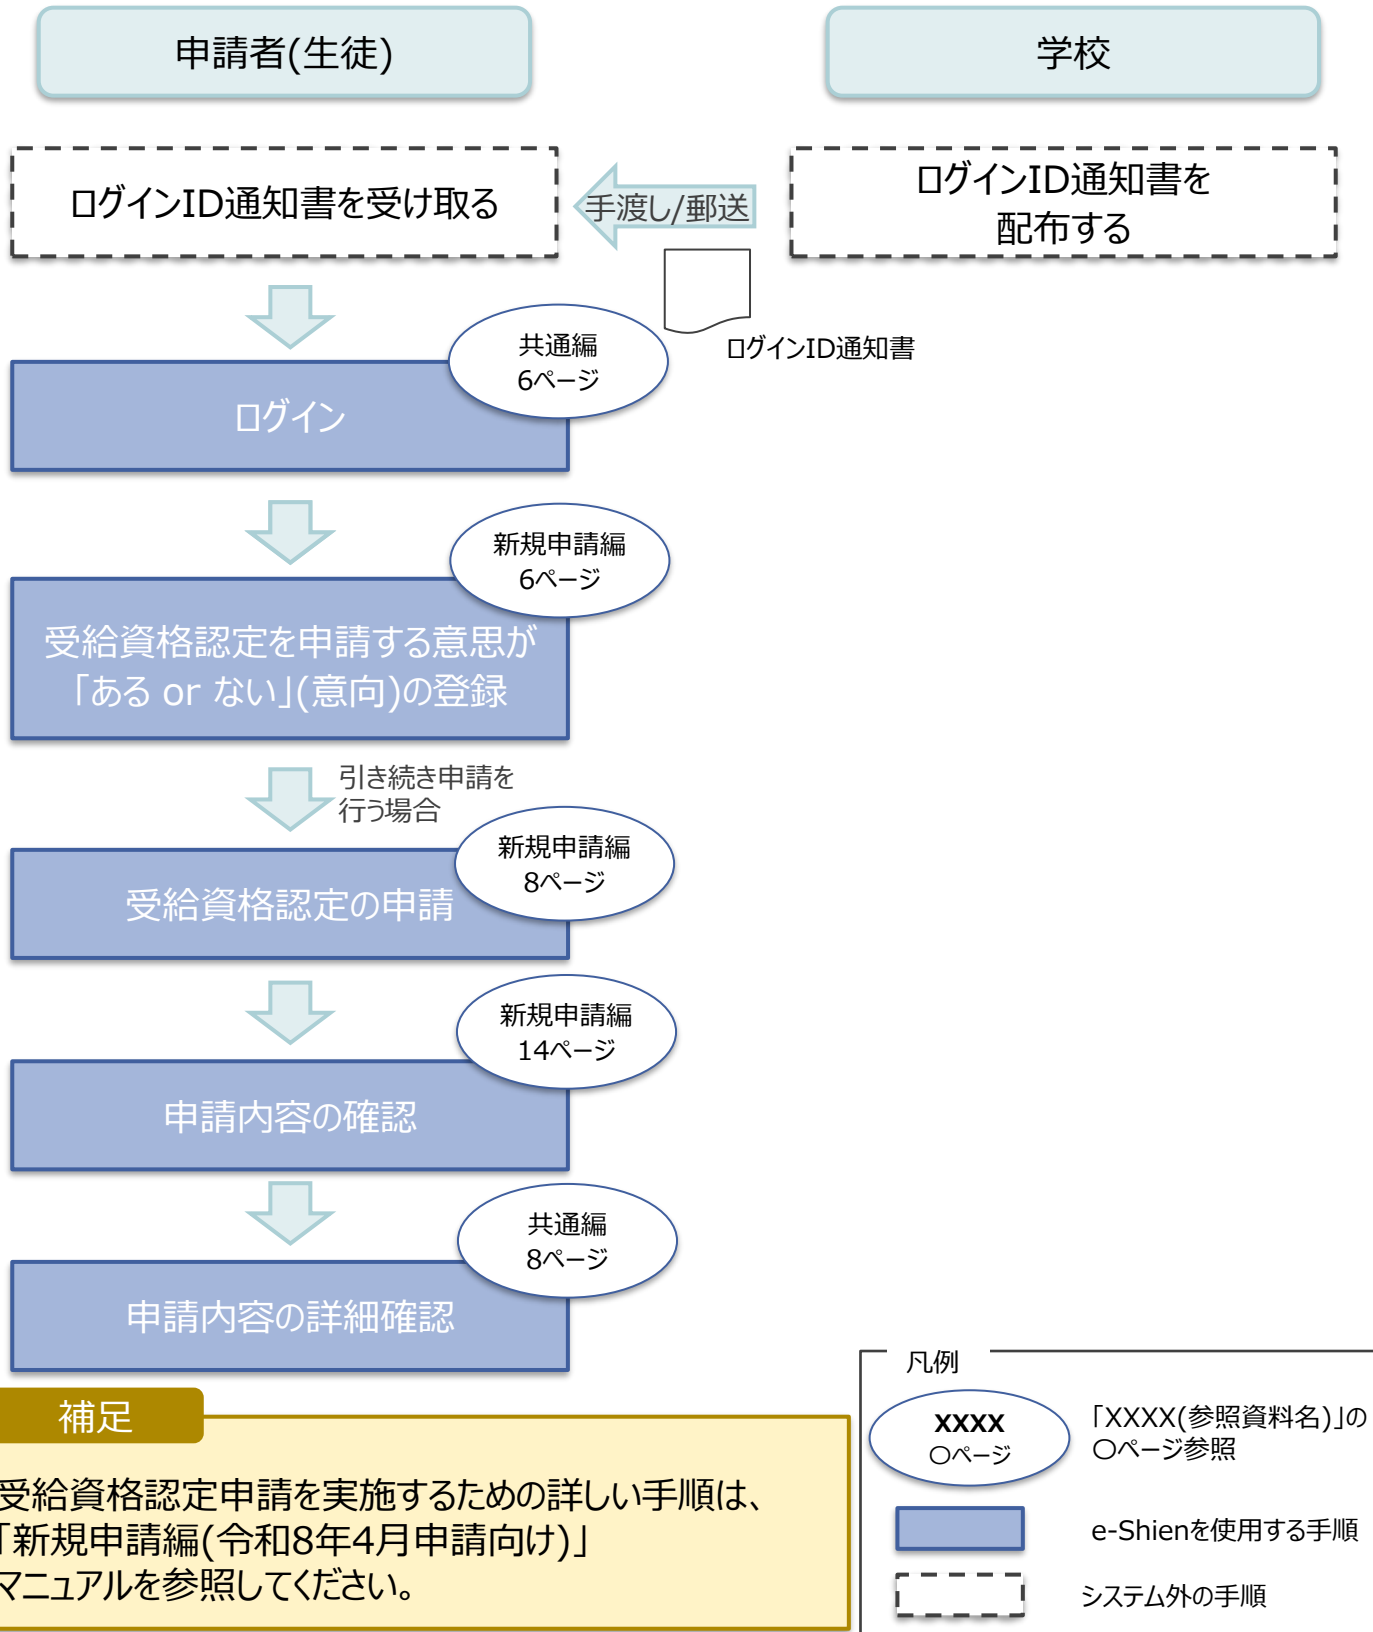 申請者(生徒)
学校
ログインID通知書を受け取る
手渡し/郵送
ログインID通知書を
配布する
ログインID通知書
共通編
6ページ
ログイン
新規申請編
6ページ
受給資格認定を申請する意思が
「ある or ない」(意向)の登録
引き続き申請を
行う場合
新規申請編
8ページ
受給資格認定の申請
新規申請編
14ページ
申請内容の確認
共通編
8ページ
申請内容の詳細確認
補足
受給資格認定申請を実施するための詳しい手順は、
「新規申請編(令和8年4月申請向け)」
マニュアルを参照してください。
凡例
XXXX
〇ページ
「XXXX(参照資料名)」の
〇ページ参照
e-Shienを使用する手順
システム外の手順